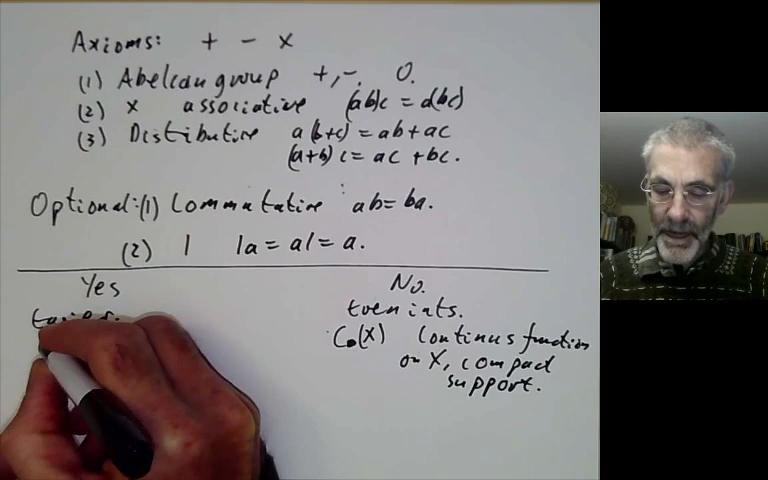 Axioms: + - ×
(1) Abelian group +, -, 0.
(2) × associative (ab)c = a(bc)
(3) Distributive a(b+c) = ab + ac
(a+b)c = ac + bc.
Optional: (1) Commutative ab = ba.
(2) 1 1a = a1 = a.
Yes No.
Even ints.
C₀(X) Continus function
on X, compact
support.